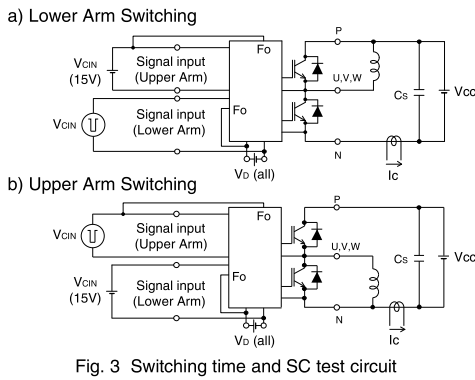 a) Lower Arm Switching
P
Fo
VCIN
(15V)
Signal input
(Upper Arm)
U,V,W
CS
VCC
Signal input
(Lower Arm)
Fo
VCIN
N
VD (all)
Ic
b) Upper Arm Switching
P
Fo
VCIN
Signal input
(Upper Arm)
U,V,W
CS
VCC
Fo
VCIN
(15V)
Signal input
(Lower Arm)
N
VD (all)
Ic
Fig. 3 Switching time and SC test circuit